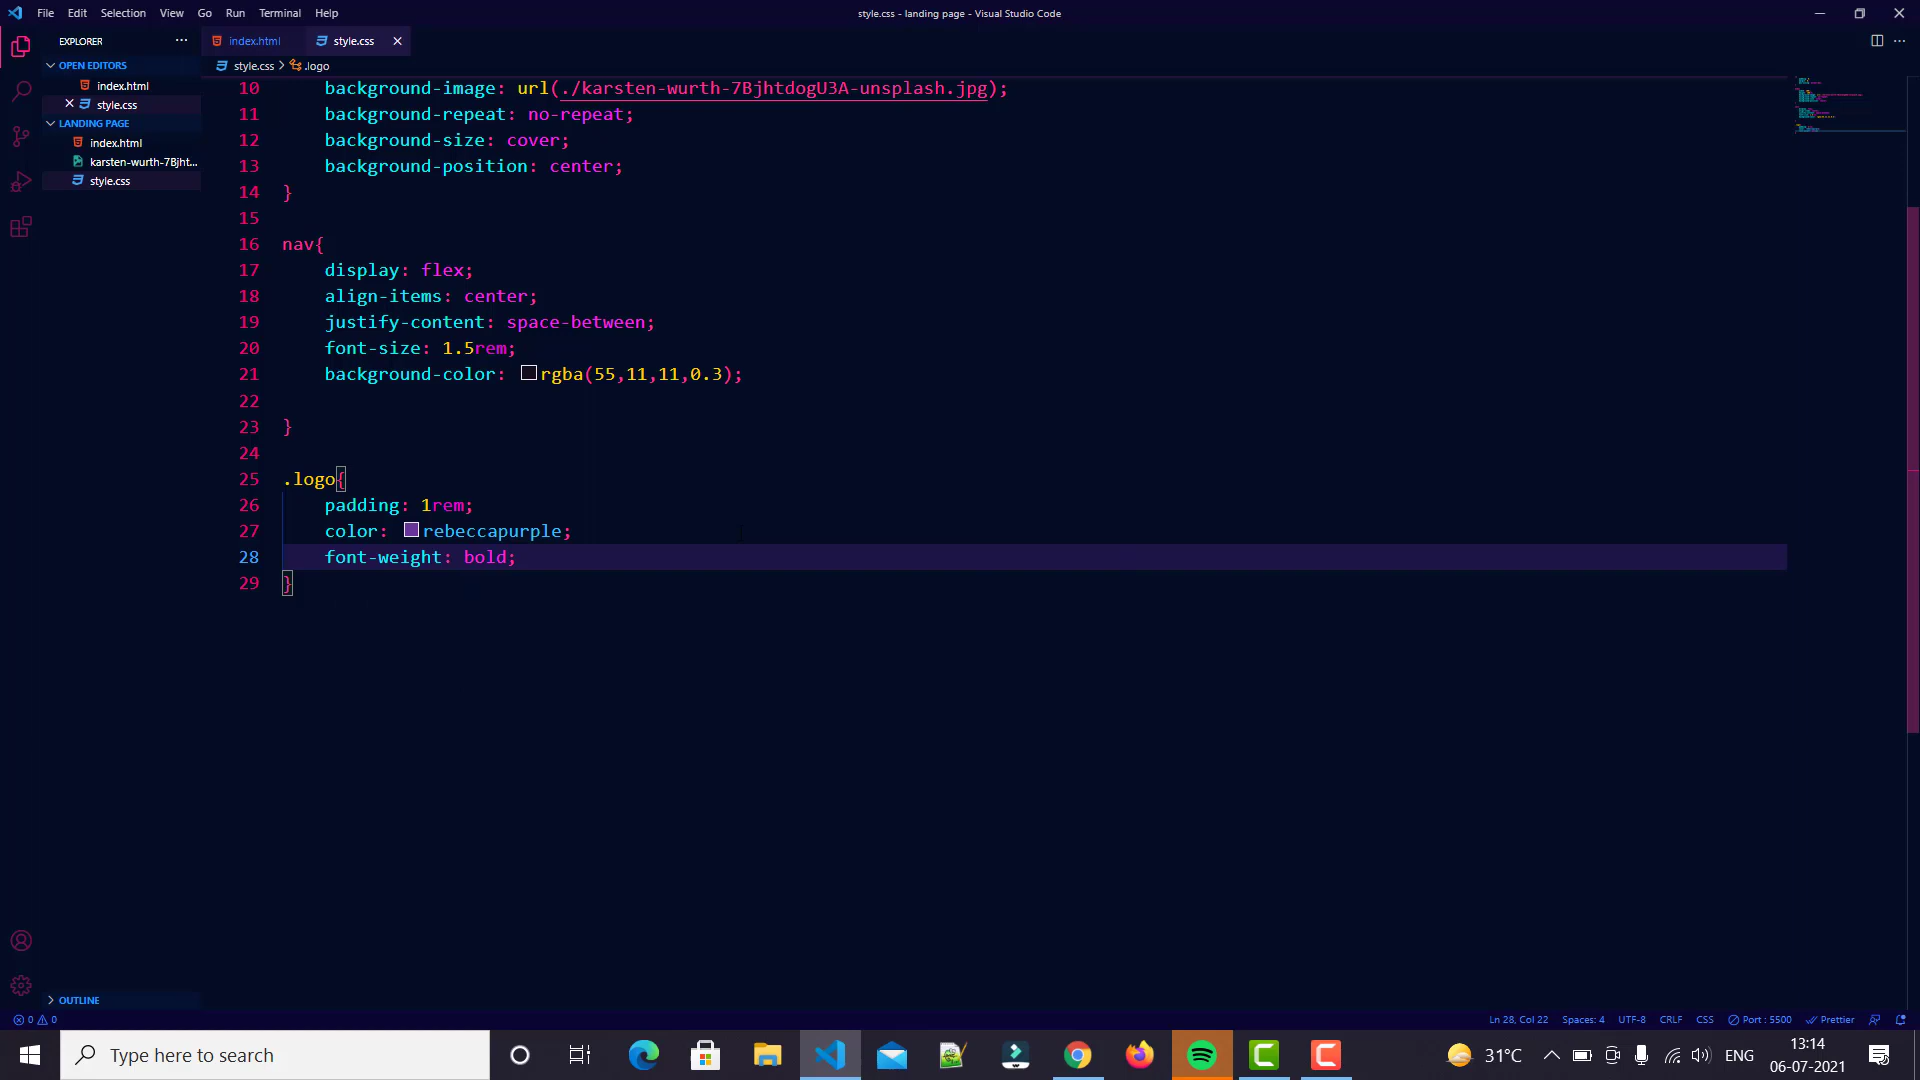 File Edit Selection View Go Run Terminal Help
style.css - landing page - Visual Studio Code
EXPLORER
index.html
style.css
OPEN EDITORS
index.html
style.css
LANDING PAGE
index.html
karsten-wurth-7Bjht...
style.css
OUTLINE
style.css > .logo
10 background-image: url(./karsten-wurth-7BjhtdogU3A-unsplash.jpg);
11 background-repeat: no-repeat;
12 background-size: cover;
13 background-position: center;
14 }
15
16 nav{
17 display: flex;
18 align-items: center;
19 justify-content: space-between;
20 font-size: 1.5rem;
21 background-color: rgba(55,11,11,0.3);
22
23 }
24
25 .logo{
26 padding: 1rem;
27 color: rebeccapurple;
28 font-weight: bold;
29 }
0 0
Ln 28, Col 22 Spaces: 4 UTF-8 CRLF CSS Port : 5500 Prettier
Type here to search
31°C
ENG
13:14
06-07-2021